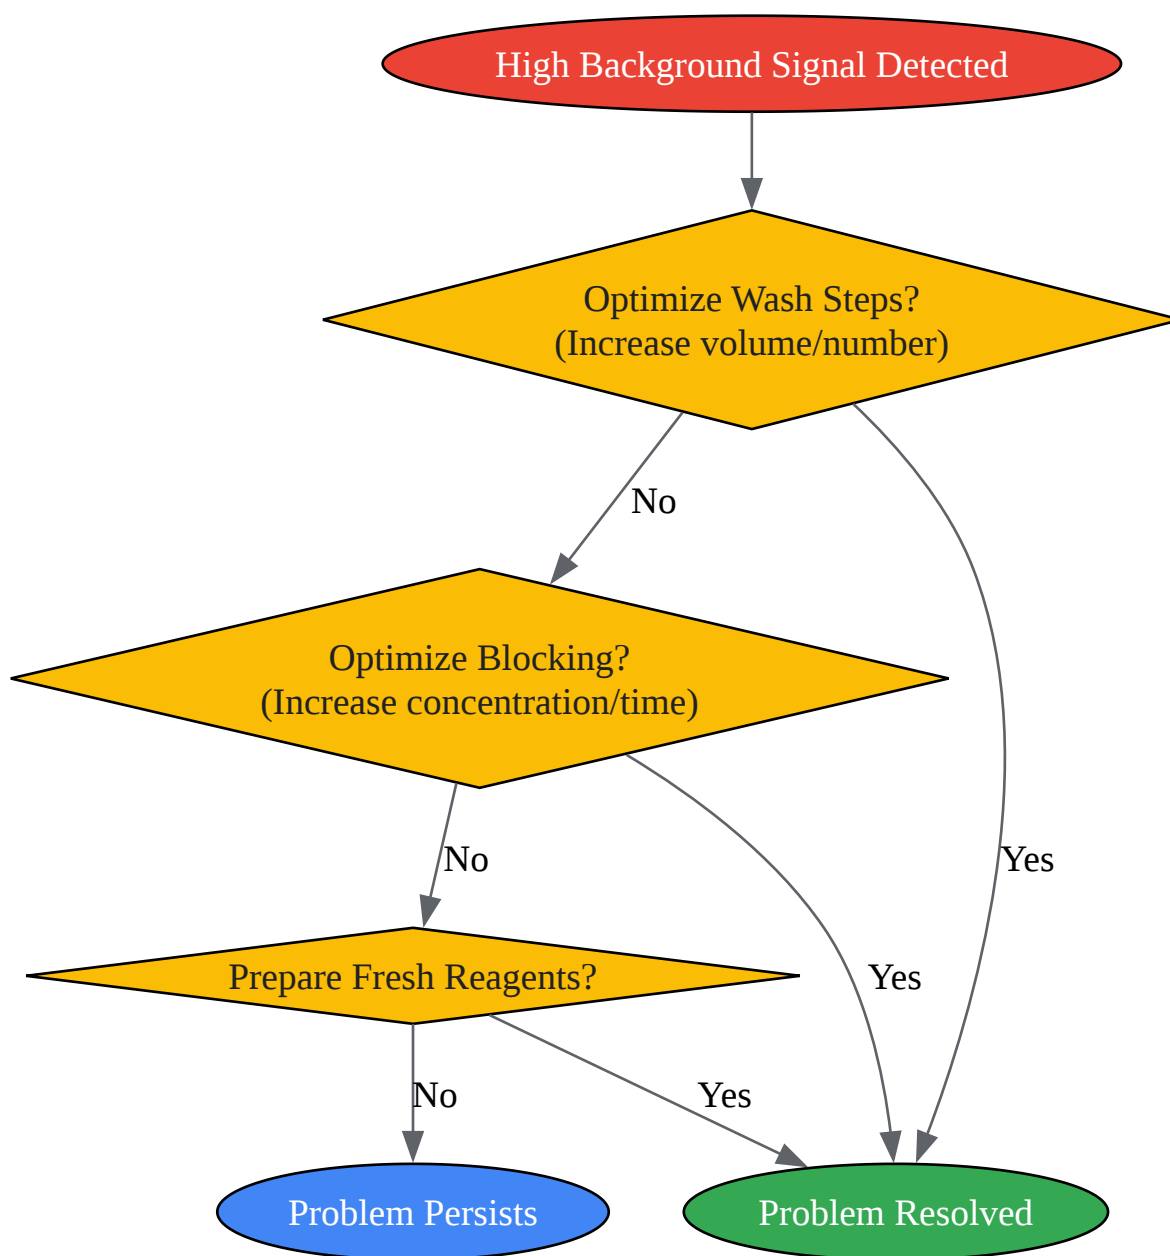 High Background Signal Detected
Optimize Wash Steps?
(Increase volume/number)
No
Optimize Blocking?
(Increase concentration/time)
No
Yes
Prepare Fresh Reagents?
Yes
No
Yes
Problem Persists
Problem Resolved